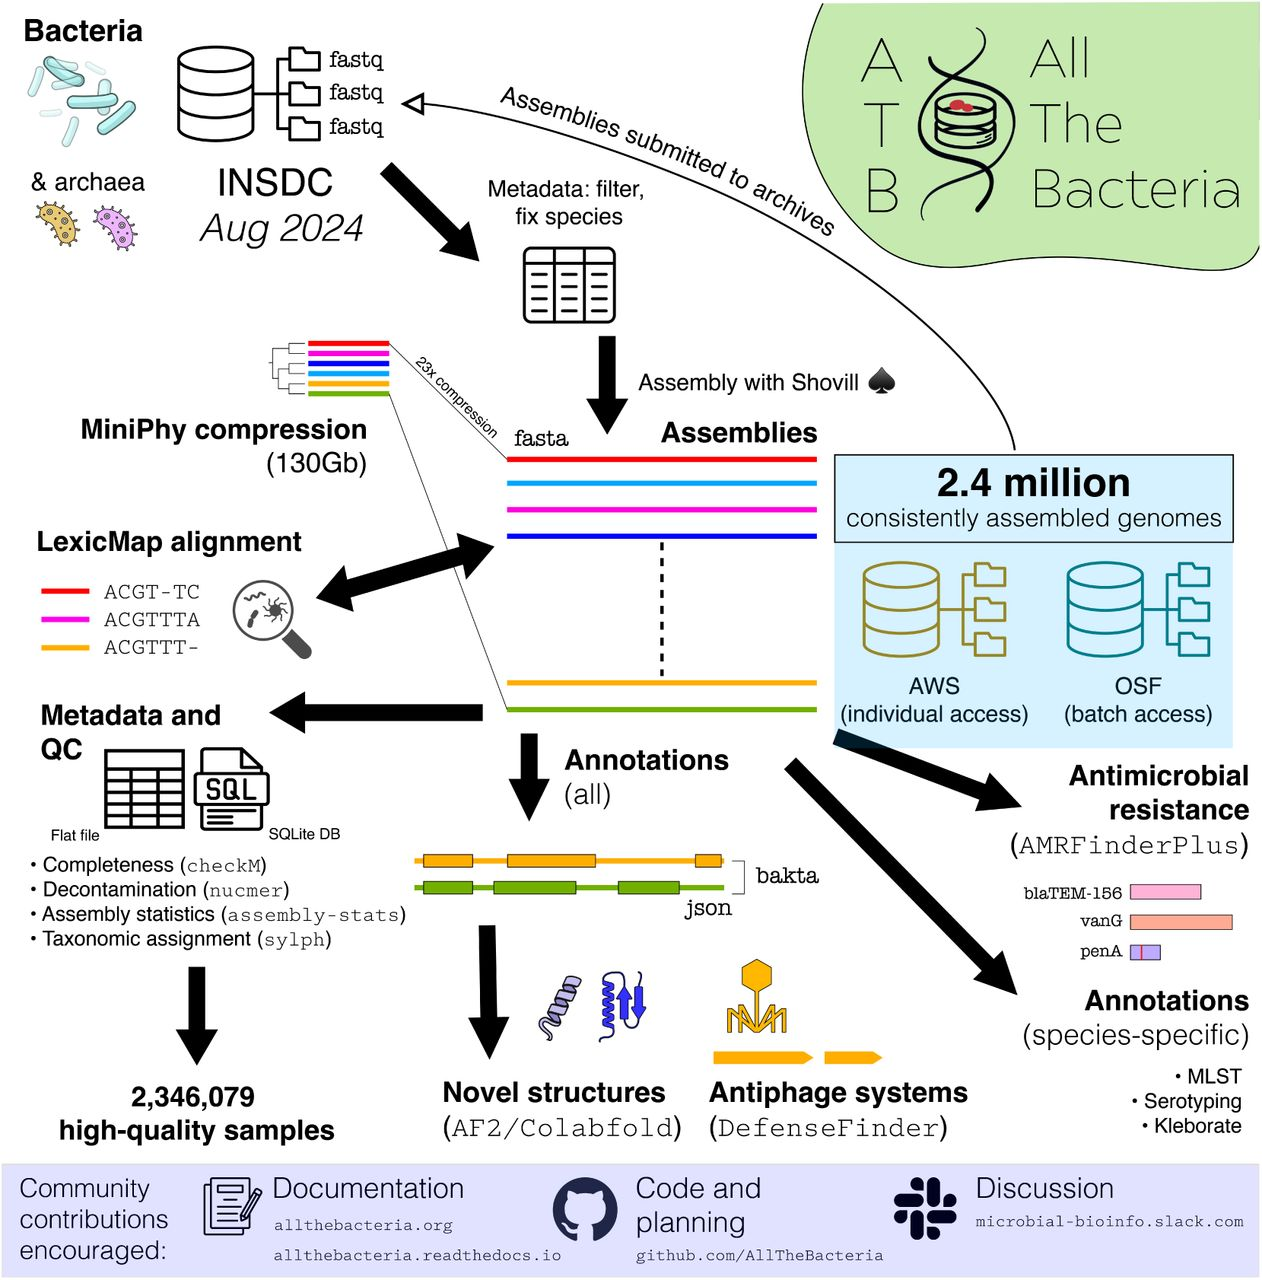 Bacteria
fastq
fastq
fastq
& archaea
INSDC
Aug 2024
Assemblies submitted to archives
A All
T The
B Bacteria
Metadata: filter,
fix species
23x compression
Assembly with Shovill
MiniPhy compression
(130Gb)
fasta
Assemblies
2.4 million
consistently assembled genomes
AWS
(individual access)
OSF
(batch access)
LexicMap alignment
ACGT-TC
ACGTTTA
ACGTTT-
Metadata and
QC
SQL
Flat file
SQLite DB
• Completeness (checkM)
• Decontamination (nucmer)
• Assembly statistics (assembly-stats)
• Taxonomic assignment (sylph)
2,346,079
high-quality samples
Annotations
(all)
bakta
json
Novel structures
(AF2/Colabfold)
Antiphage systems
(DefenseFinder)
Antimicrobial
resistance
(AMRFinderPlus)
blaTEM-156
vanG
penA
Annotations
(species-specific)
• MLST
• Serotyping
• Kleborate
Community
contributions
encouraged:
Documentation
allthebacteria.org
allthebacteria.readthedocs.io
Code and
planning
github.com/AllTheBacteria
Discussion
microbial-bioinfo.slack.com